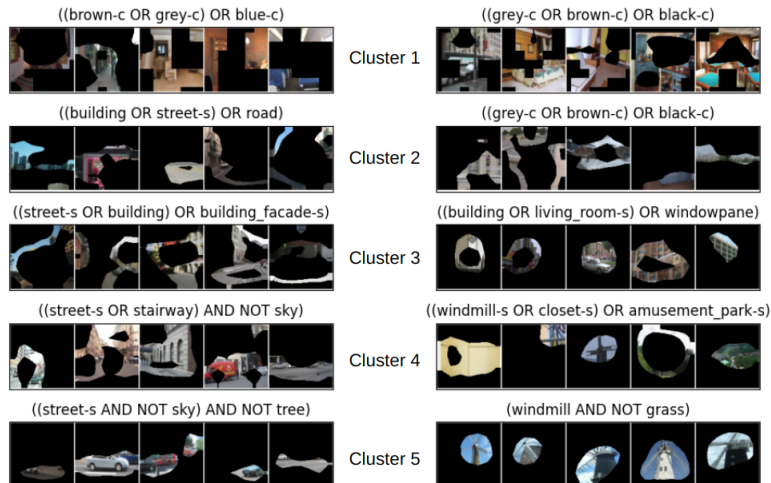 ((brown-c OR grey-c) OR blue-c)
((grey-c OR brown-c) OR black-c)
Cluster 1
((building OR street-s) OR road)
((grey-c OR brown-c) OR black-c)
Cluster 2
((street-s OR building) OR building_facade-s)
((building OR living_room-s) OR windowpane)
Cluster 3
((street-s OR stairway) AND NOT sky)
((windmill-s OR closet-s) OR amusement_park-s)
Cluster 4
((street-s AND NOT sky) AND NOT tree)
(windmill AND NOT grass)
Cluster 5